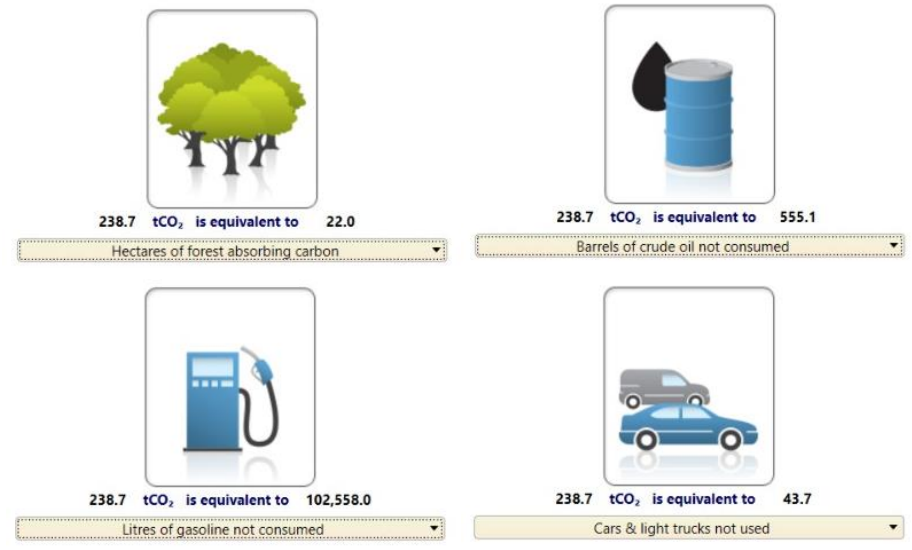 238.7 tCO₂ is equivalent to 22.0
Hectares of forest absorbing carbon
238.7 tCO₂ is equivalent to 555.1
Barrels of crude oil not consumed
238.7 tCO₂ is equivalent to 102,558.0
Litres of gasoline not consumed
238.7 tCO₂ is equivalent to 43.7
Cars & light trucks not used